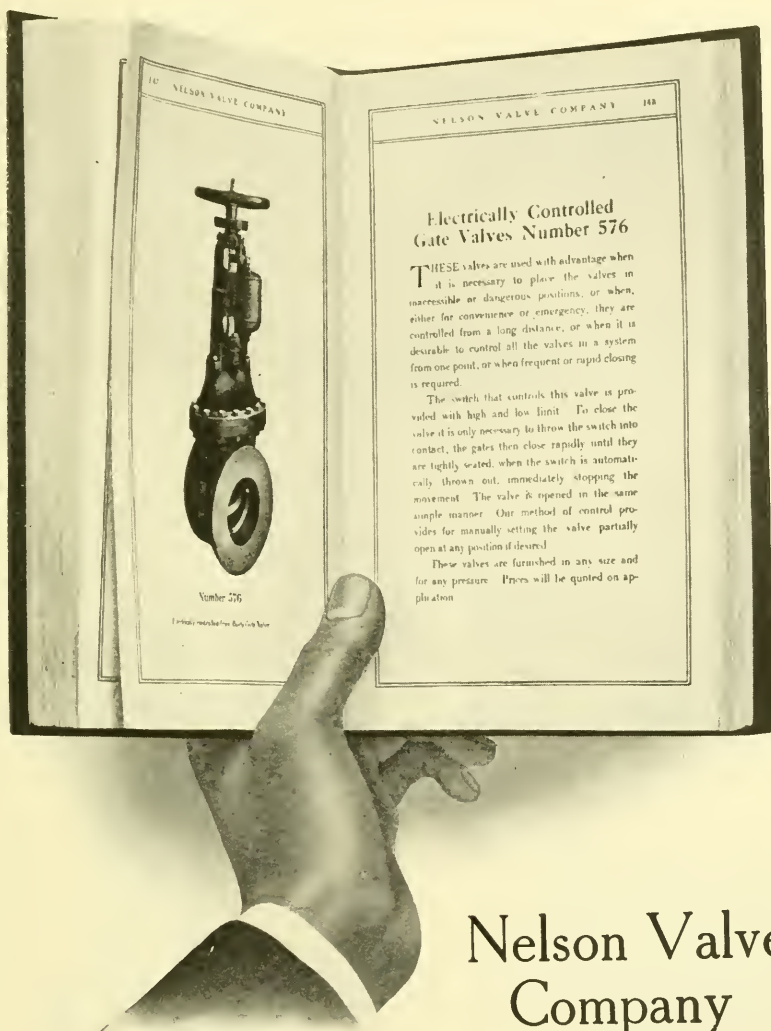 NELSON VALVE COMPANY
Number 576
Electrically controlled Iron Body Gate Valve
NELSON VALVE COMPANY 148
Electrically Controlled
Gate Valves Number 576
THESE valves are used with advantage when
it is necessary to place the valves in
inaccessible or dangerous positions, or when,
either for convenience or emergency, they are
controlled from a long distance, or when it is
desirable to control all the valves in a system
from one point, or when frequent or rapid closing
is required.
The switch that controls this valve is pro-
vided with high and low limit To close the
valve it is only necessary to throw the switch into
contact, the gates then close rapidly until they
are tightly seated, when the switch is automati-
cally thrown out, immediately stopping the
movement The valve is opened in the same
simple manner Our method of control pro-
vides for manually setting the valve partially
open at any position if desired
These valves are furnished in any size and
for any pressure Prices will be quoted on ap-
plication
Nelson Valve
Company